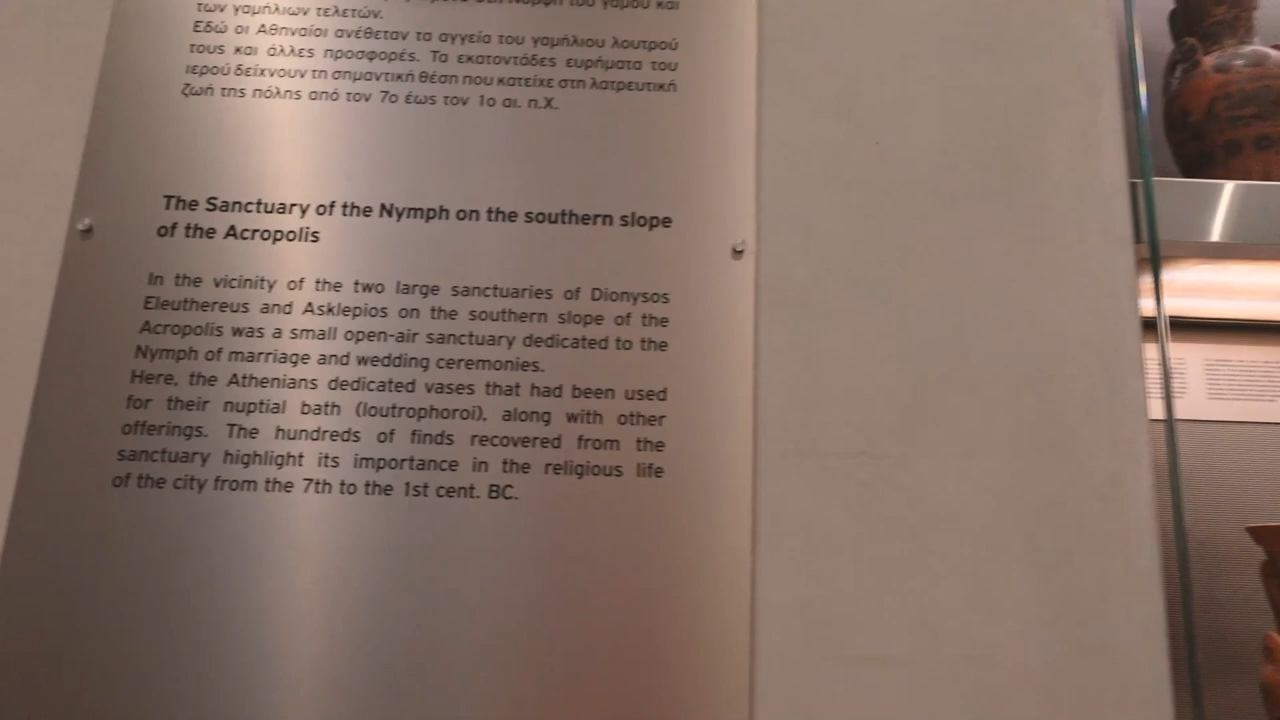 στη Νύμφη του γάμου και
των γαμήλιων τελετών.
Εδώ οι Αθηναίοι ανέθεταν τα αγγεία του γαμήλιου λουτρού
τους και άλλες προσφορές. Τα εκατοντάδες ευρήματα του
ιερού δείχνουν τη σημαντική θέση που κατείχε στη λατρευτική
ζωή της πόλης από τον 7ο έως τον 1ο αι. π.Χ.
The Sanctuary of the Nymph on the southern slope
of the Acropolis
In the vicinity of the two large sanctuaries of Dionysos
Eleuthereus and Asklepios on the southern slope of the
Acropolis was a small open-air sanctuary dedicated to the
Nymph of marriage and wedding ceremonies.
Here, the Athenians dedicated vases that had been used
for their nuptial bath (loutrophoroi), along with other
offerings. The hundreds of finds recovered from the
sanctuary highlight its importance in the religious life
of the city from the 7th to the 1st cent. BC.